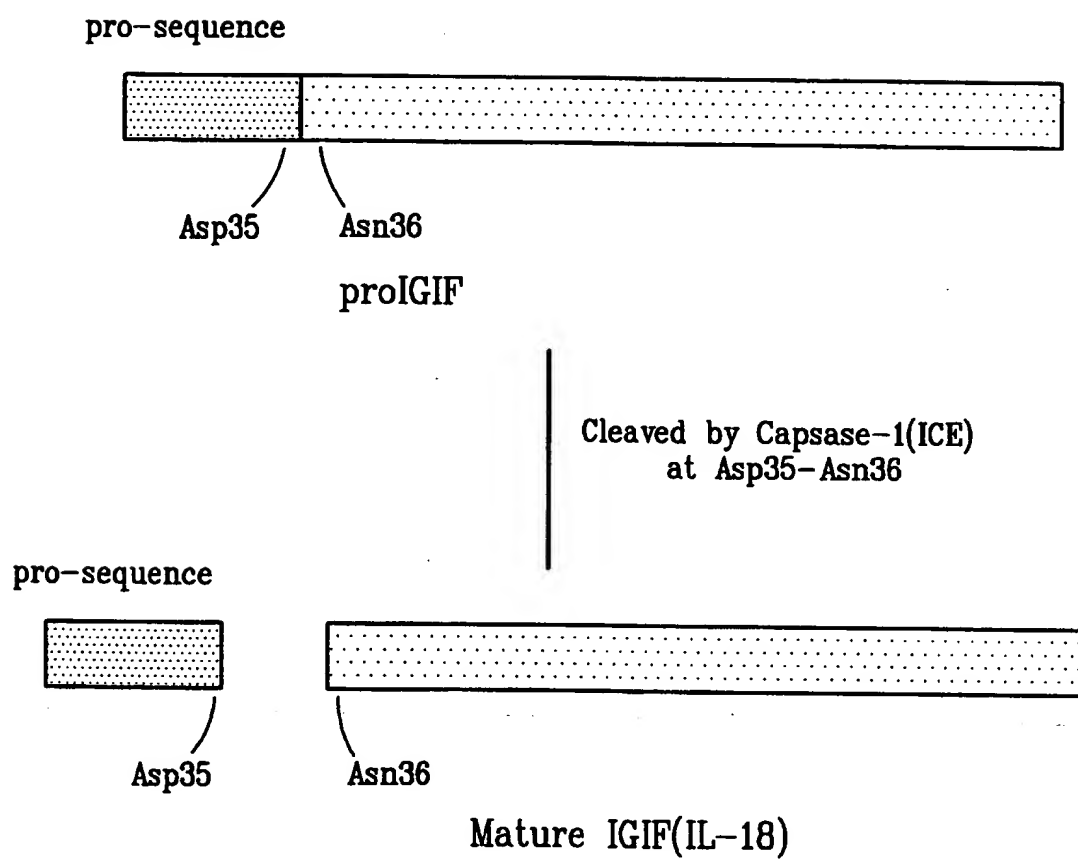 pro-sequence
Asp35 Asn36
proIGIF
Cleaved by Capsase-1(ICE)
at Asp35-Asn36
pro-sequence
Asp35 Asn36
Mature IGIF(IL-18)